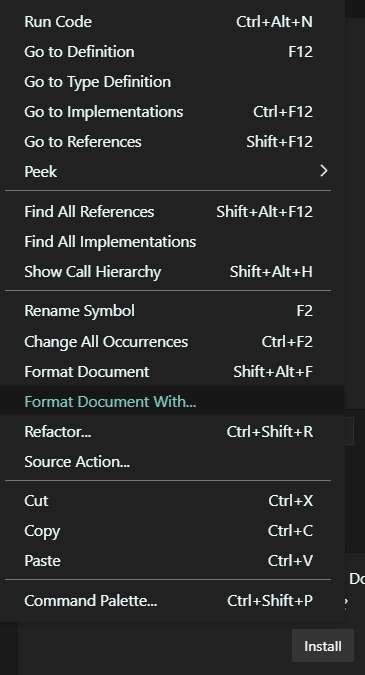 Run Code Ctrl+Alt+N
Go to Definition F12
Go to Type Definition
Go to Implementations Ctrl+F12
Go to References Shift+F12
Peek
Find All References Shift+Alt+F12
Find All Implementations
Show Call Hierarchy Shift+Alt+H
Rename Symbol F2
Change All Occurrences Ctrl+F2
Format Document Shift+Alt+F
Format Document With...
Refactor... Ctrl+Shift+R
Source Action...
Cut Ctrl+X
Copy Ctrl+C
Paste Ctrl+V
Do
Command Palette... Ctrl+Shift+P
?
Install